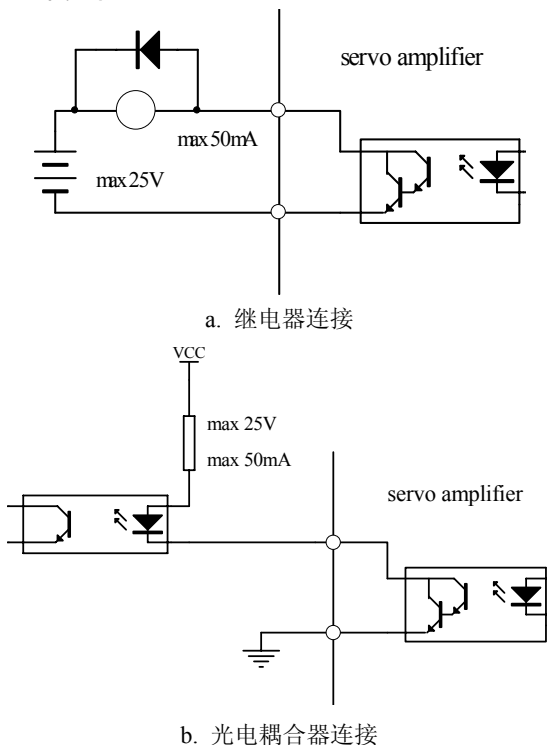 servo amplifier
max50mA
max25V
a. 继电器连接
VCC
max 25V
max 50mA
servo amplifier
b. 光电耦合器连接